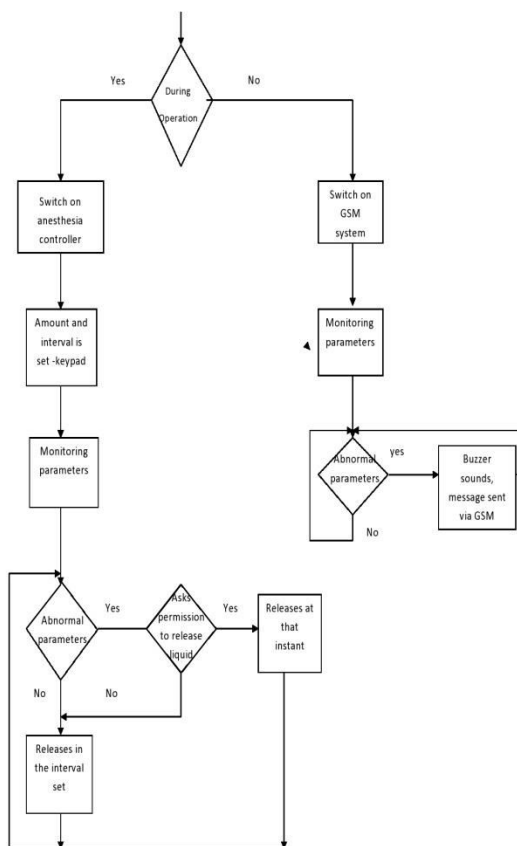 During
Operation
Yes
No
Switch on
anesthesia
controller
Switch on
GSM
system
Amount and
interval is
set -keypad
Monitoring
parameters
Monitoring
parameters
Abnormal
parameters
yes
No
Buzzer
sounds,
message sent
via GSM
Abnormal
parameters
Yes
No
Asks
permission
to release
liquid
Yes
No
Releases at
that
instant
Releases in
the interval
set